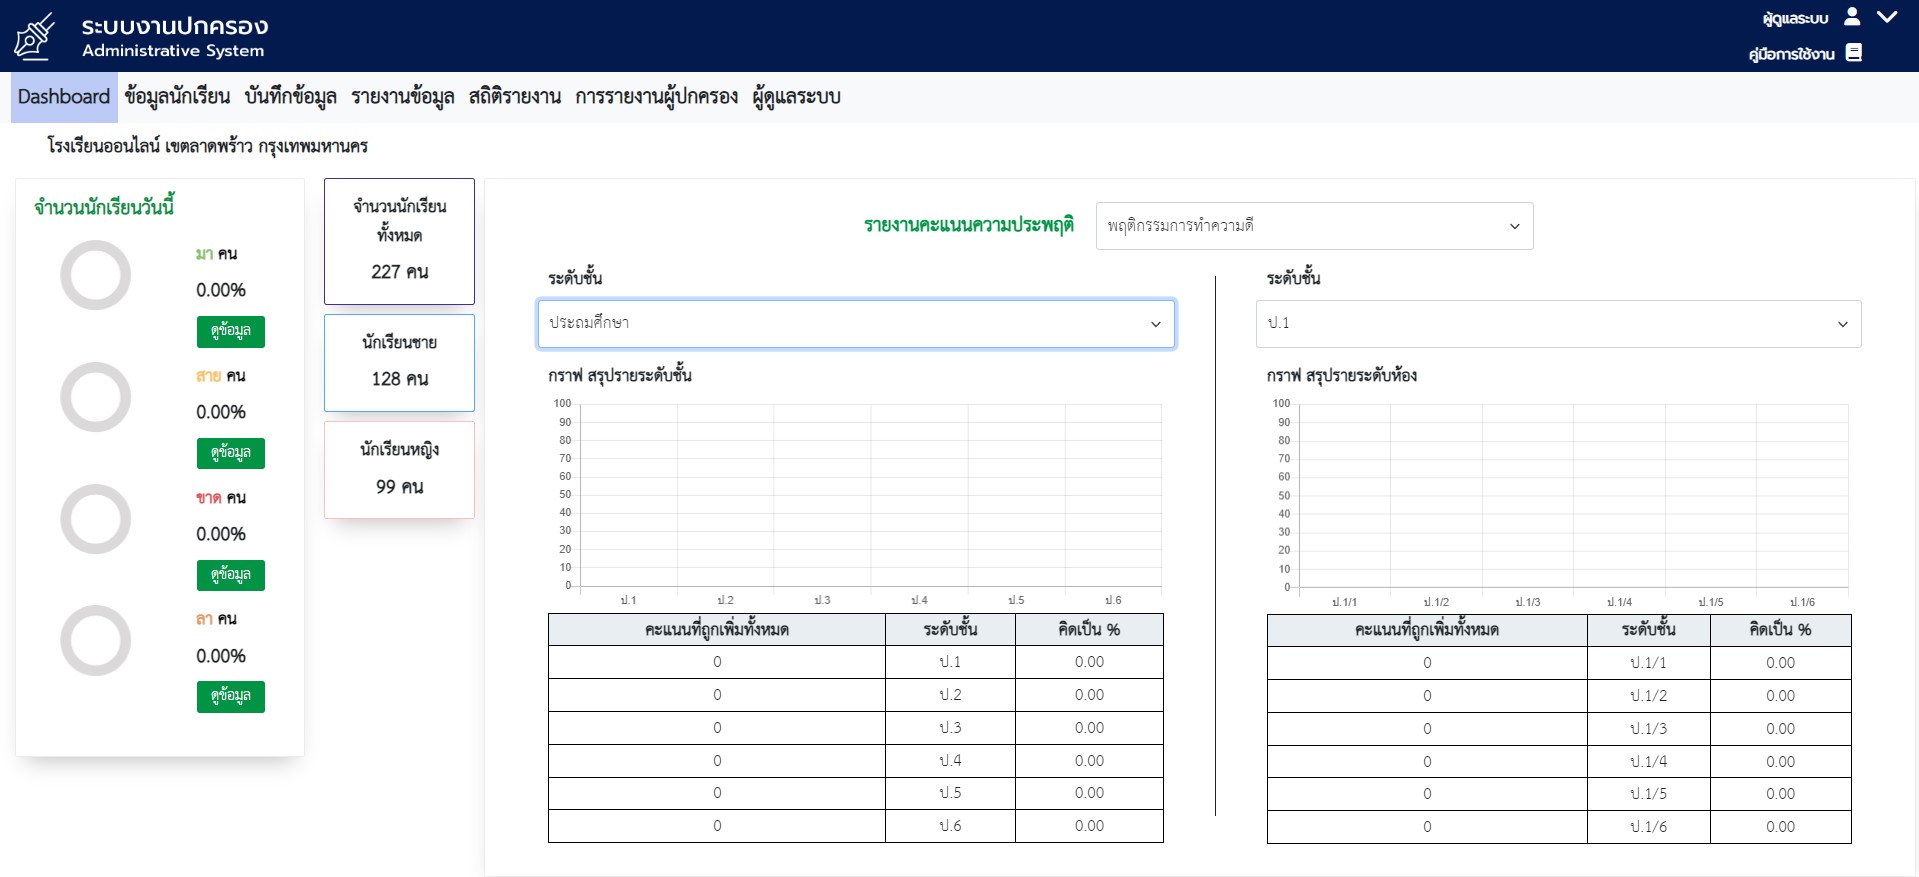 ระบบงานปกครอง
Administrative System
ผู้ดูแลระบบ
คู่มือการใช้งาน
Dashboard ข้อมูลนักเรียน บันทึกข้อมูล รายงานข้อมูล สถิติรายงาน การรายงานผู้ปกครอง ผู้ดูแลระบบ
โรงเรียนออนไลน์ เขตลาดพร้าว กรุงเทพมหานคร
จำนวนนักเรียนวันนี้
มา คน
0.00%
ดูข้อมูล
สาย คน
0.00%
ดูข้อมูล
ขาด คน
0.00%
ดูข้อมูล
ลา คน
0.00%
ดูข้อมูล
จำนวนนักเรียน
ทั้งหมด
227 คน
นักเรียนชาย
128 คน
นักเรียนหญิง
99 คน
รายงานคะแนนความประพฤติ พฤติกรรมการทำความดี
ระดับชั้น
ประถมศึกษา
กราฟ สรุปรายระดับชั้น
100
90
80
70
60
50
40
30
20
10
0
ป.1 ป.2 ป.3 ป.4 ป.5 ป.6
คะแนนที่ถูกเพิ่มทั้งหมด ระดับชั้น คิดเป็น %
0 ป.1 0.00
0 ป.2 0.00
0 ป.3 0.00
0 ป.4 0.00
0 ป.5 0.00
0 ป.6 0.00
ระดับชั้น
ป.1
กราฟ สรุปรายระดับห้อง
100
90
80
70
60
50
40
30
20
10
0
ป.1/1 ป.1/2 ป.1/3 ป.1/4 ป.1/5 ป.1/6
คะแนนที่ถูกเพิ่มทั้งหมด ระดับชั้น คิดเป็น %
0 ป.1/1 0.00
0 ป.1/2 0.00
0 ป.1/3 0.00
0 ป.1/4 0.00
0 ป.1/5 0.00
0 ป.1/6 0.00